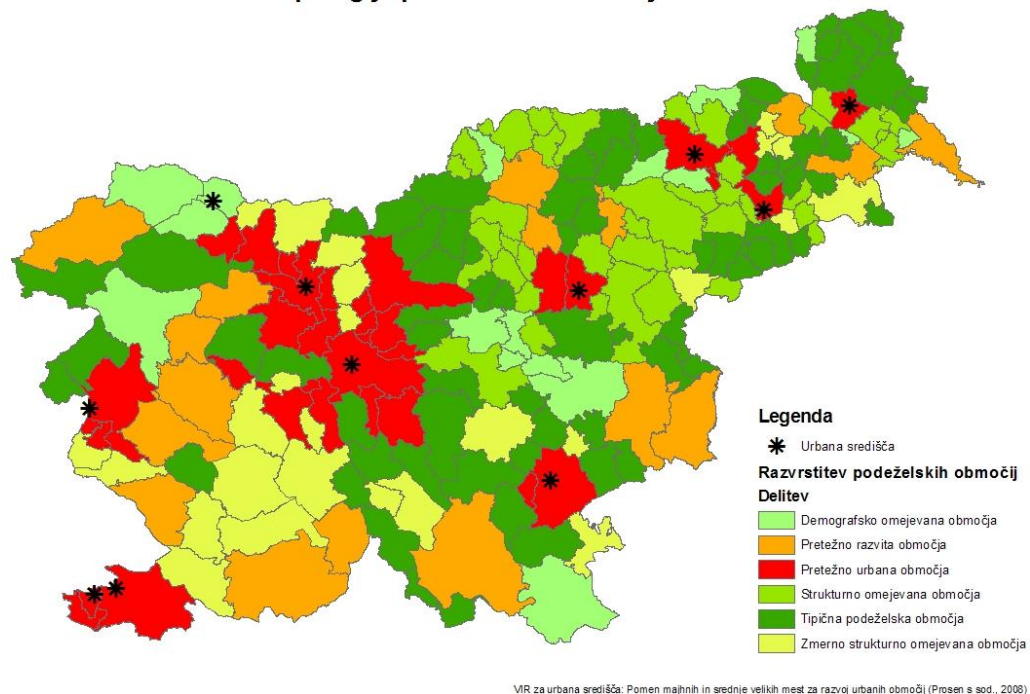 Legenda
Urbana središča
Razvrstitev podeželskih območij
Delitev
Demografsko omejevana območja
Pretežno razvita območja
Pretežno urbana območja
Strukturno omejevana območja
Tipična podeželska območja
Zmerno strukturno omejevana območja
VIR za urbana središča: Pomen majhnih in srednje velikih mest za razvoj urbanih območij (Prosen s sod., 2008)